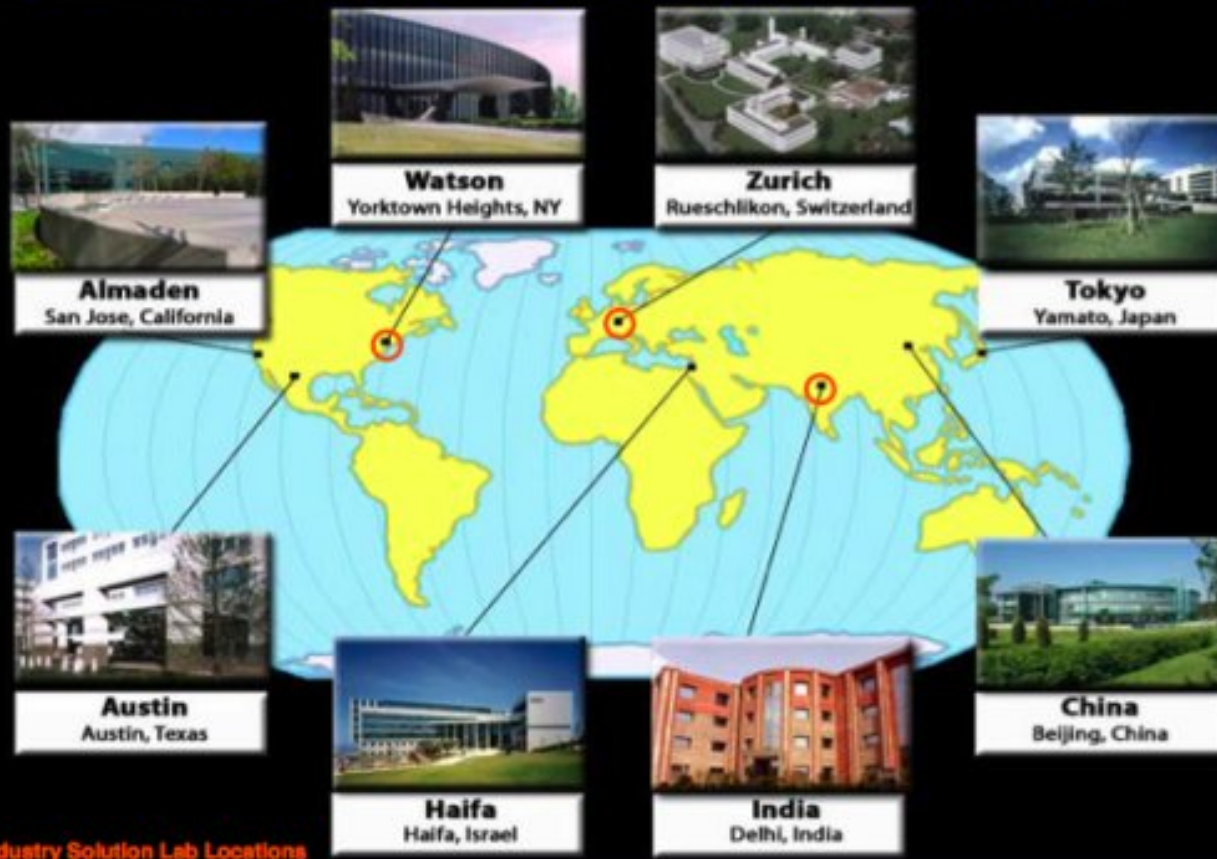 Watson
Yorktown Heights, NY
Zurich
Rueschlikon, Switzerland
Almaden
San Jose, California
Tokyo
Yamato, Japan
Austin
Austin, Texas
China
Beijing, China
Haifa
Haifa, Israel
India
Delhi, India
dustry Solution Lab Locations